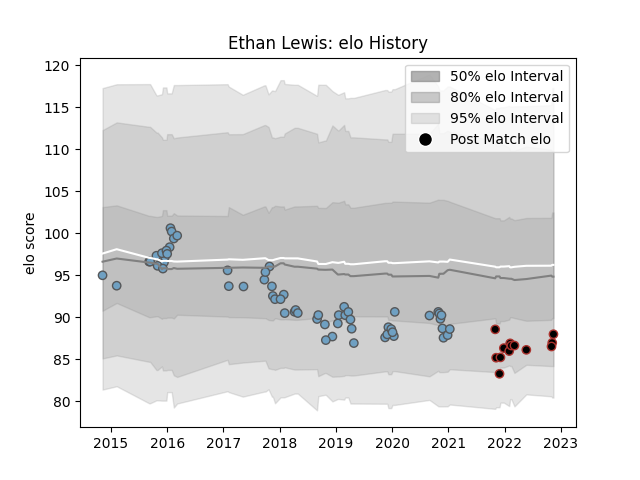 Ethan Lewis: elo History
120
115
110
105
100
95
90
85
80
elo score
50% elo Interval
80% elo Interval
95% elo Interval
Post Match elo
2015 2016 2017 2018 2019 2020 2021 2022 2023